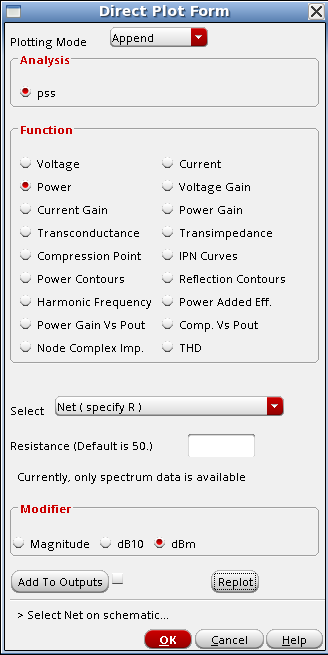 Direct Plot Form
Plotting Mode Append
Analysis
pss
Function
Voltage Current
Power Voltage Gain
Current Gain Power Gain
Transconductance Transimpedance
Compression Point IPN Curves
Power Contours Reflection Contours
Harmonic Frequency Power Added Eff.
Power Gain Vs Pout Comp. Vs Pout
Node Complex Imp. THD
Select Net ( specify R )
Resistance (Default is 50.)
Currently, only spectrum data is available
Modifier
Magnitude dB10 dBm
Add To Outputs Replot
> Select Net on schematic...
OK Cancel Help